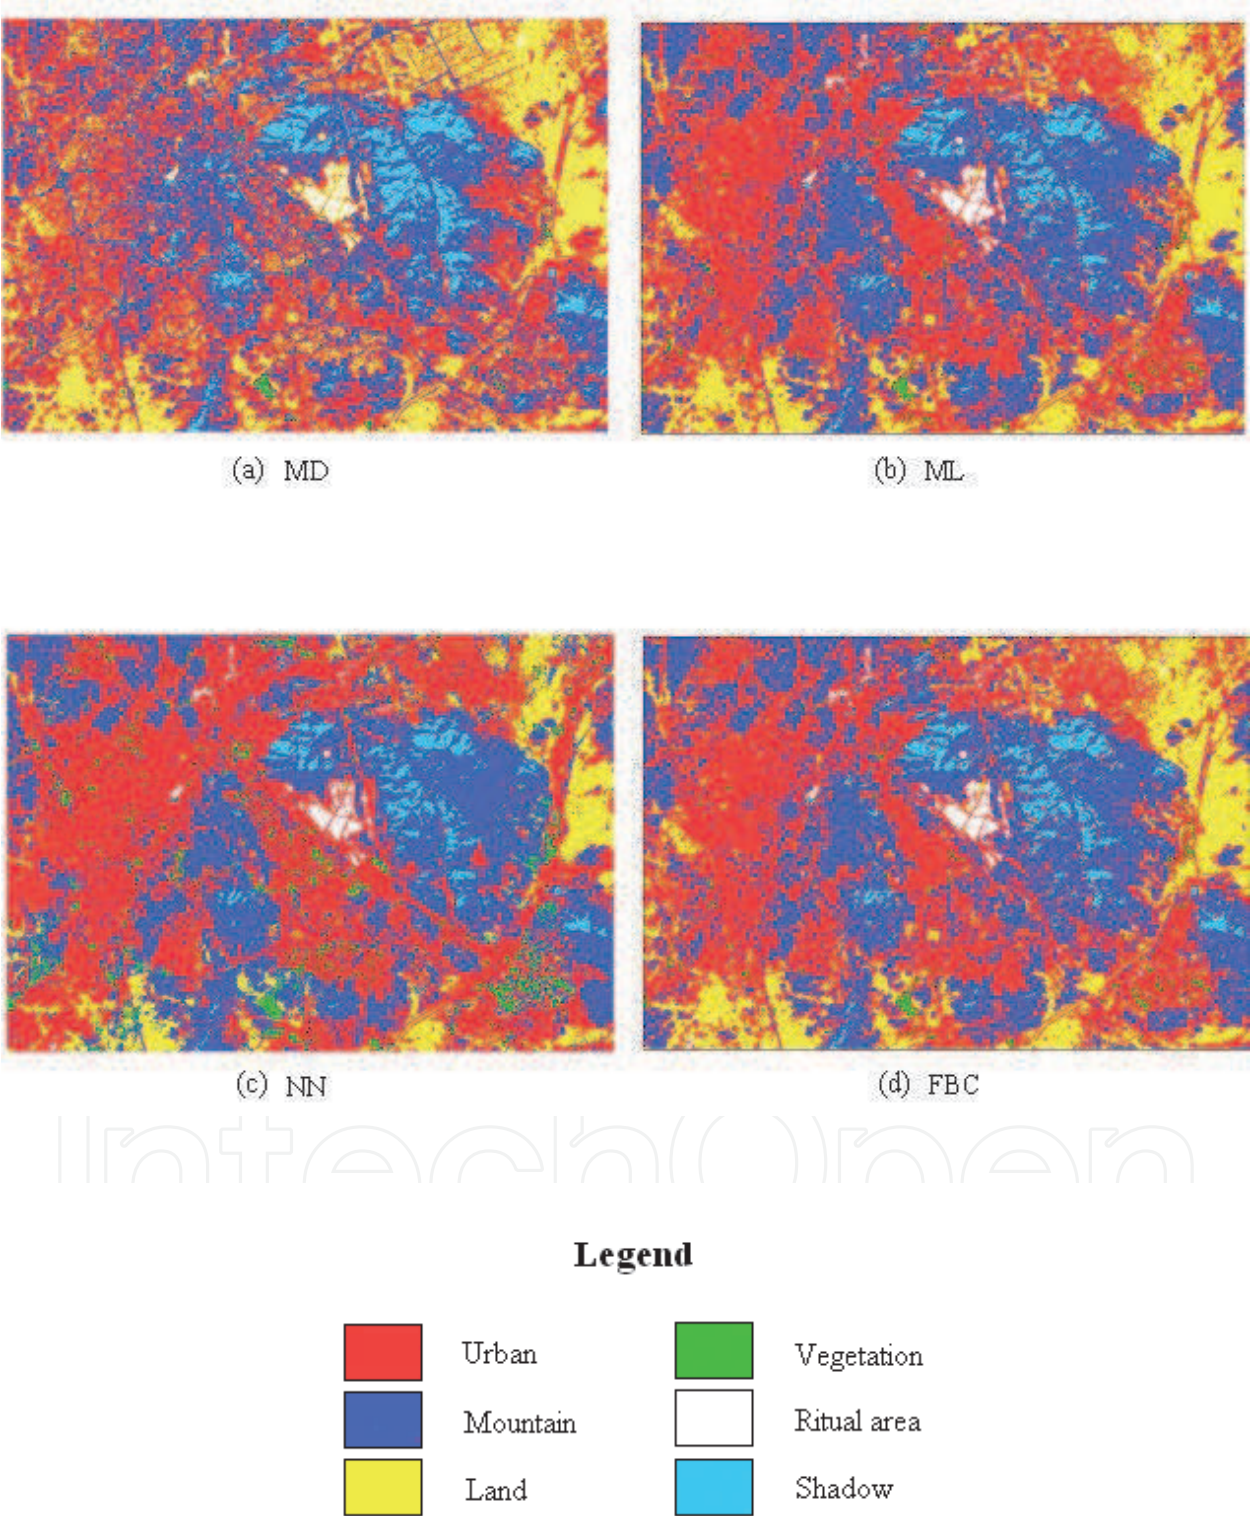 (a) MD
(b) ML
(c) NN
(d) FBC
IntechOpen
Legend
Urban
Vegetation
Mountain
Ritual area
Land
Shadow